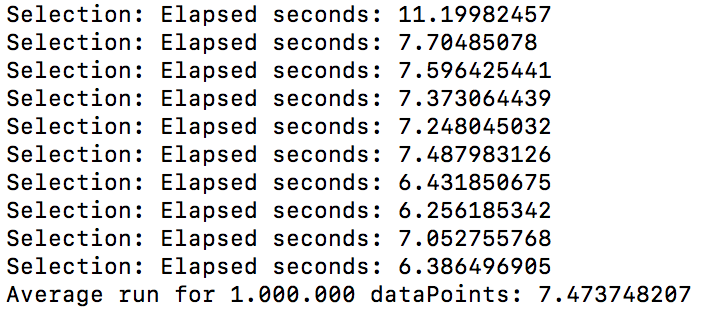 Selection: Elapsed seconds: 11.19982457
Selection: Elapsed seconds: 7.70485078
Selection: Elapsed seconds: 7.596425441
Selection: Elapsed seconds: 7.373064439
Selection: Elapsed seconds: 7.248045032
Selection: Elapsed seconds: 7.487983126
Selection: Elapsed seconds: 6.431850675
Selection: Elapsed seconds: 6.256185342
Selection: Elapsed seconds: 7.052755768
Selection: Elapsed seconds: 6.386496905
Average run for 1.000.000 dataPoints: 7.473748207